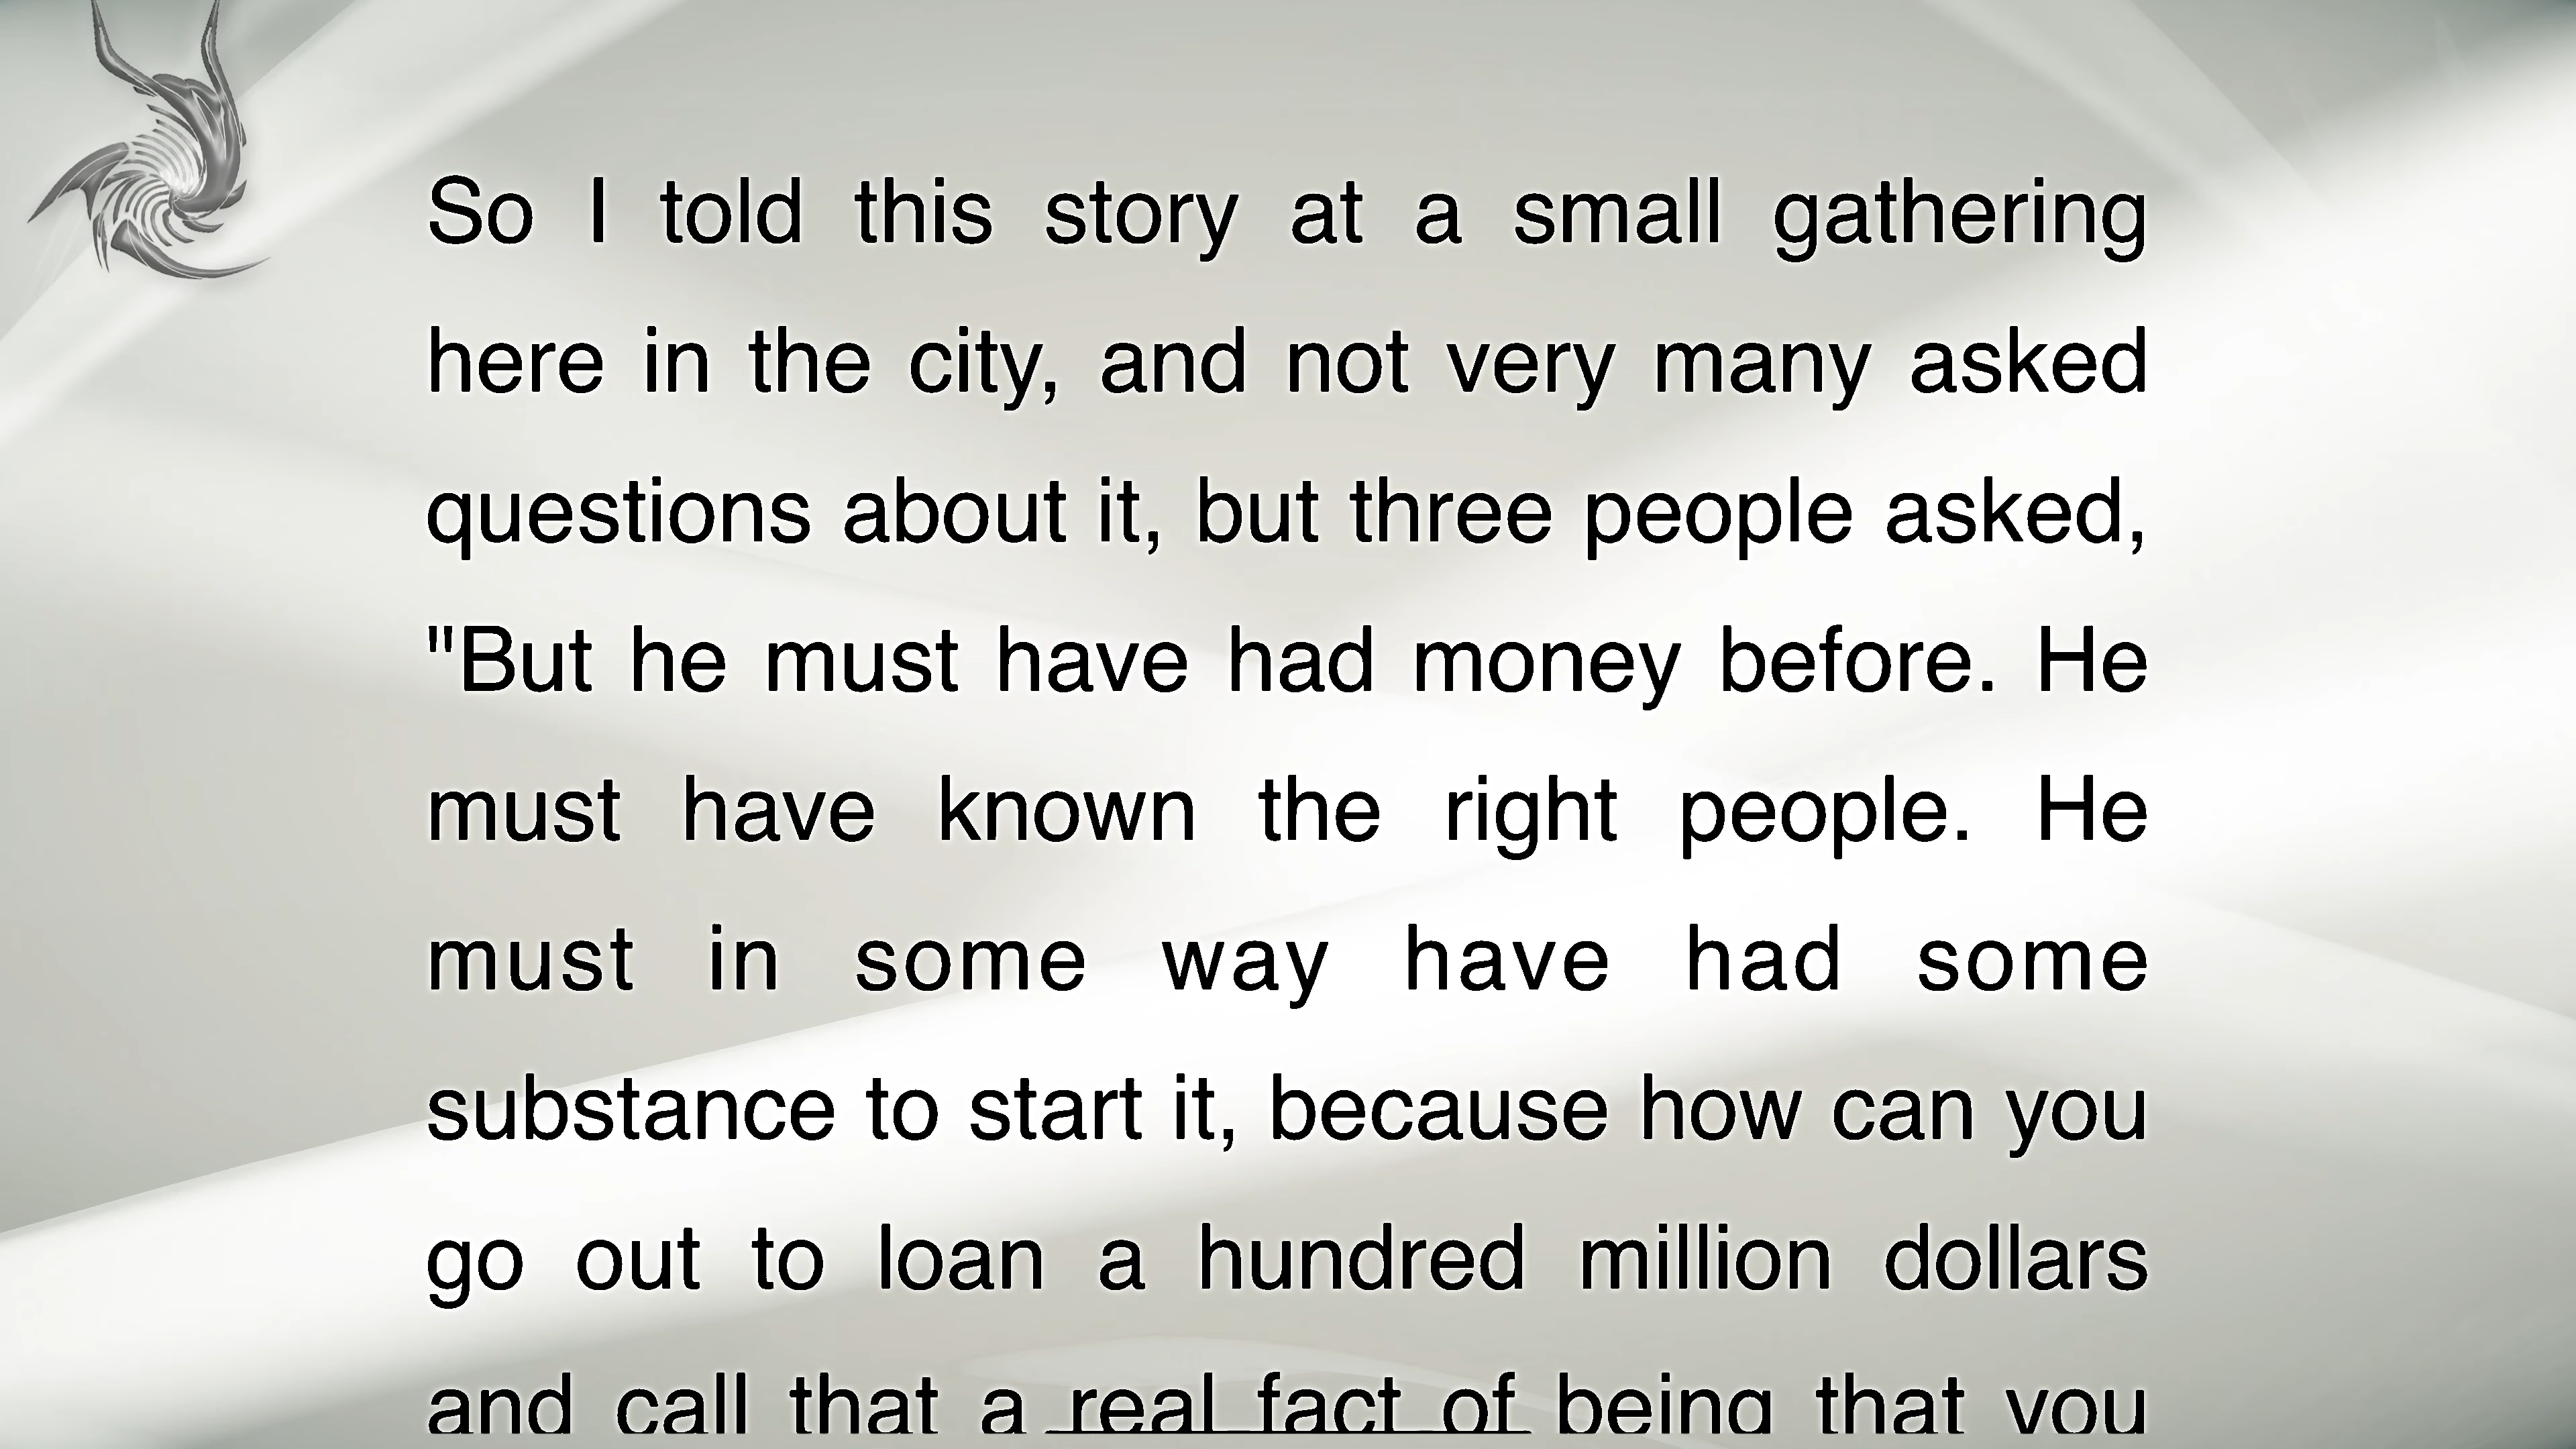 So I told this story at a small gathering
here in the city, and not very many asked
questions about it, but three people asked,
"But he must have had money before. He
must have known the right people. He
must in some way have had some
substance to start it, because how can you
go out to loan a hundred million dollars
and call that a real fact of being that you